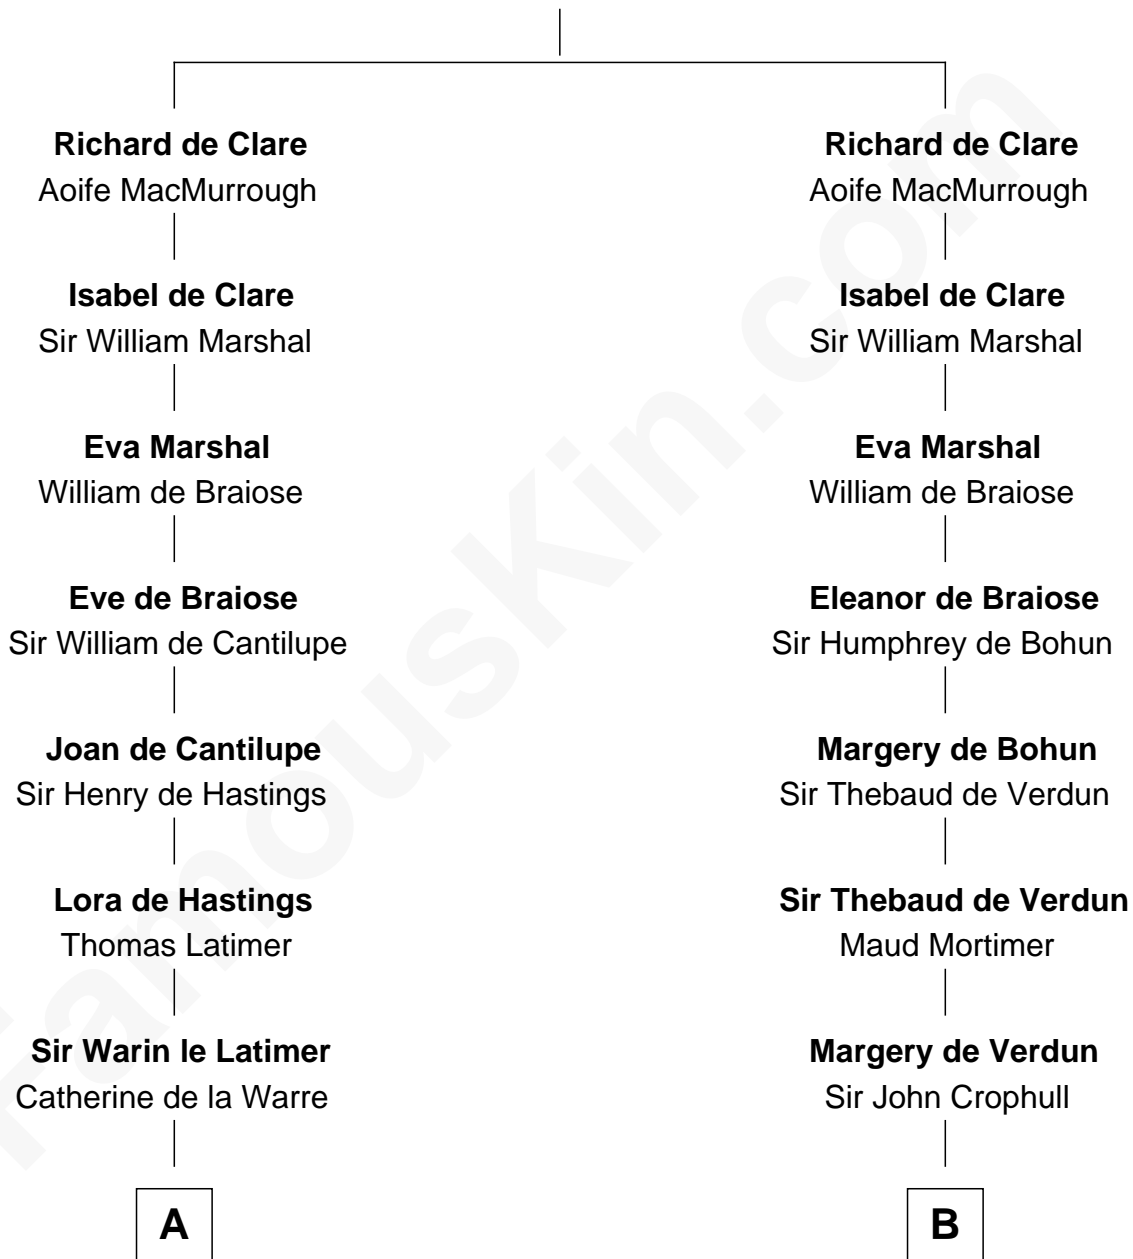 Richard de Clare
Aoife MacMurrough
Isabel de Clare
Sir William Marshal
Eva Marshal
William de Braiose
Eve de Braiose
Sir William de Cantilupe
Joan de Cantilupe
Sir Henry de Hastings
Lora de Hastings
Thomas Latimer
Sir Warin le Latimer
Catherine de la Warre
A
Richard de Clare
Aoife MacMurrough
Isabel de Clare
Sir William Marshal
Eva Marshal
William de Braiose
Eleanor de Braiose
Sir Humphrey de Bohun
Margery de Bohun
Sir Thebaud de Verdun
Sir Thebaud de Verdun
Maud Mortimer
Margery de Verdun
Sir John Crophull
B
FamousKin.com